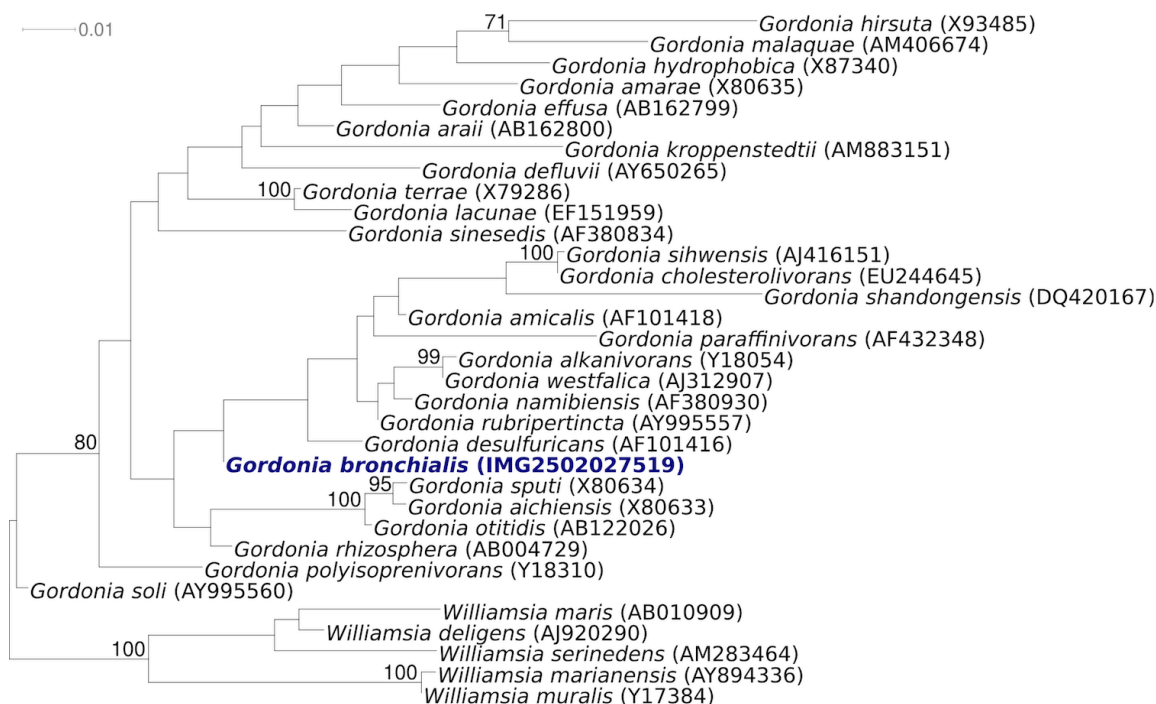 0.01
71
Gordonia hirsuta (X93485)
Gordonia malaquae (AM406674)
Gordonia hydrophobica (X87340)
Gordonia amarae (X80635)
Gordonia effusa (AB162799)
Gordonia araii (AB162800)
Gordonia kroppenstedtii (AM883151)
Gordonia defluvii (AY650265)
100
Gordonia terrae (X79286)
Gordonia lacunae (EF151959)
Gordonia sinesedis (AF380834)
100
Gordonia sihwensis (AJ416151)
Gordonia cholesterolivorans (EU244645)
Gordonia shandongensis (DQ420167)
Gordonia amicalis (AF101418)
Gordonia paraffinivorans (AF432348)
99
Gordonia alkanivorans (Y18054)
Gordonia westfalica (AJ312907)
Gordonia namibiensis (AF380930)
Gordonia rubripertincta (AY995557)
80
Gordonia desulfuricans (AF101416)
Gordonia bronchialis (IMG2502027519)
95
Gordonia sputi (X80634)
100
Gordonia aichiensis (X80633)
Gordonia otitidis (AB122026)
Gordonia rhizosphera (AB004729)
Gordonia polyisoprenivorans (Y18310)
Gordonia soli (AY995560)
Williamsia maris (AB010909)
Williamsia deligens (AJ920290)
100
Williamsia serinedens (AM283464)
100
Williamsia marianensis (AY894336)
Williamsia muralis (Y17384)